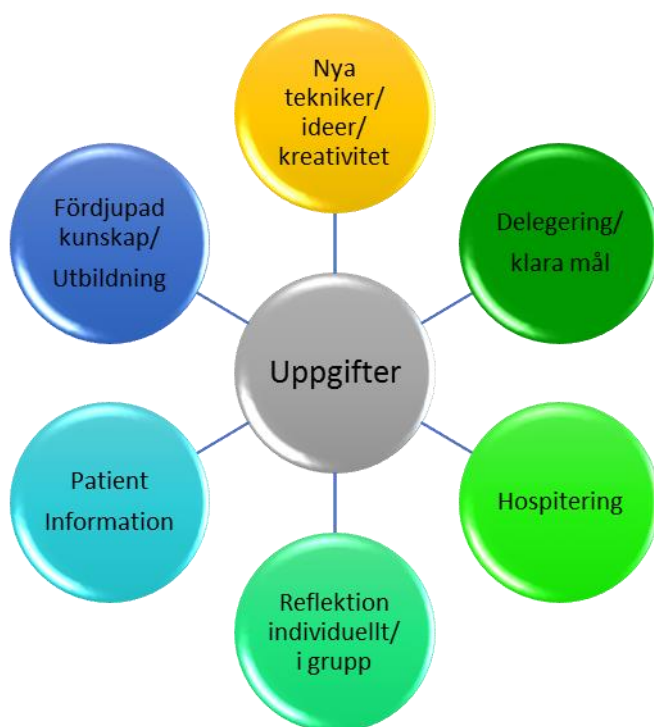 Nya
tekniker/
ideer/
kreativitet
Delegering/
klara mål
Hospitering
Reflektion
individuellt/
i grupp
Patient
Information
Fördjupad
kunskap/
Utbildning
Uppgifter